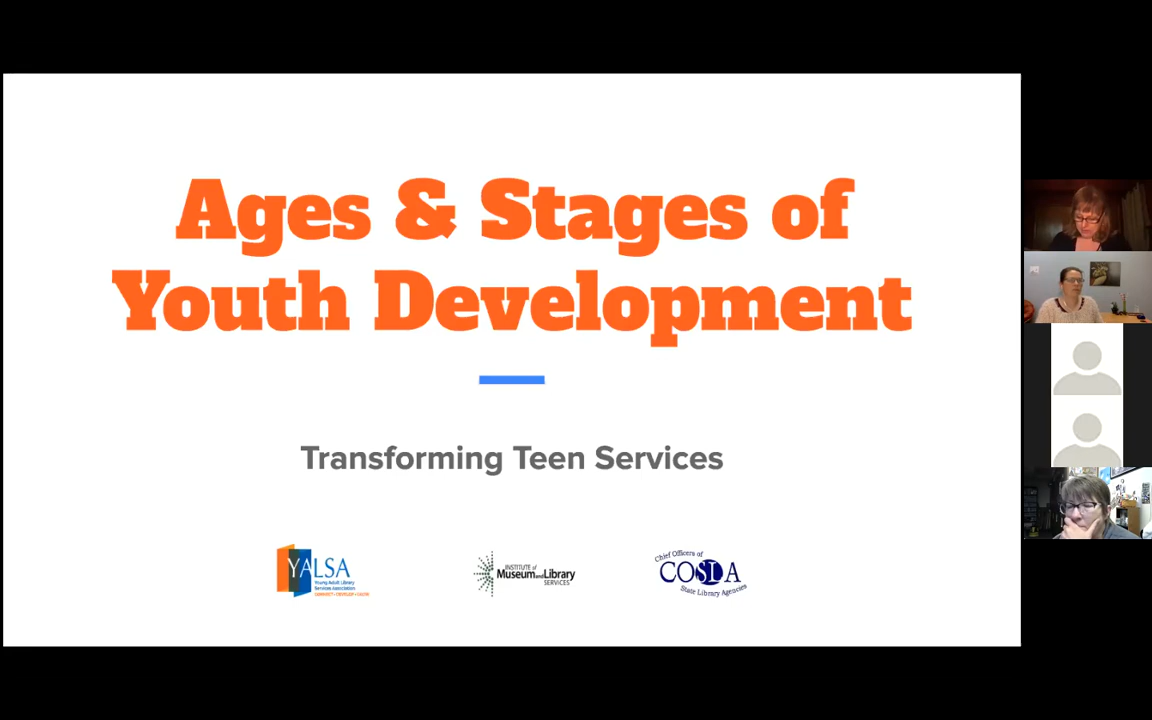 Ages & Stages of
Youth Development
Transforming Teen Services
YALSA
Young Adult Library
Services Association
INSTITUTE of
Museum and Library
SERVICES
Chief Officers of
COSLA
State Library Agencies